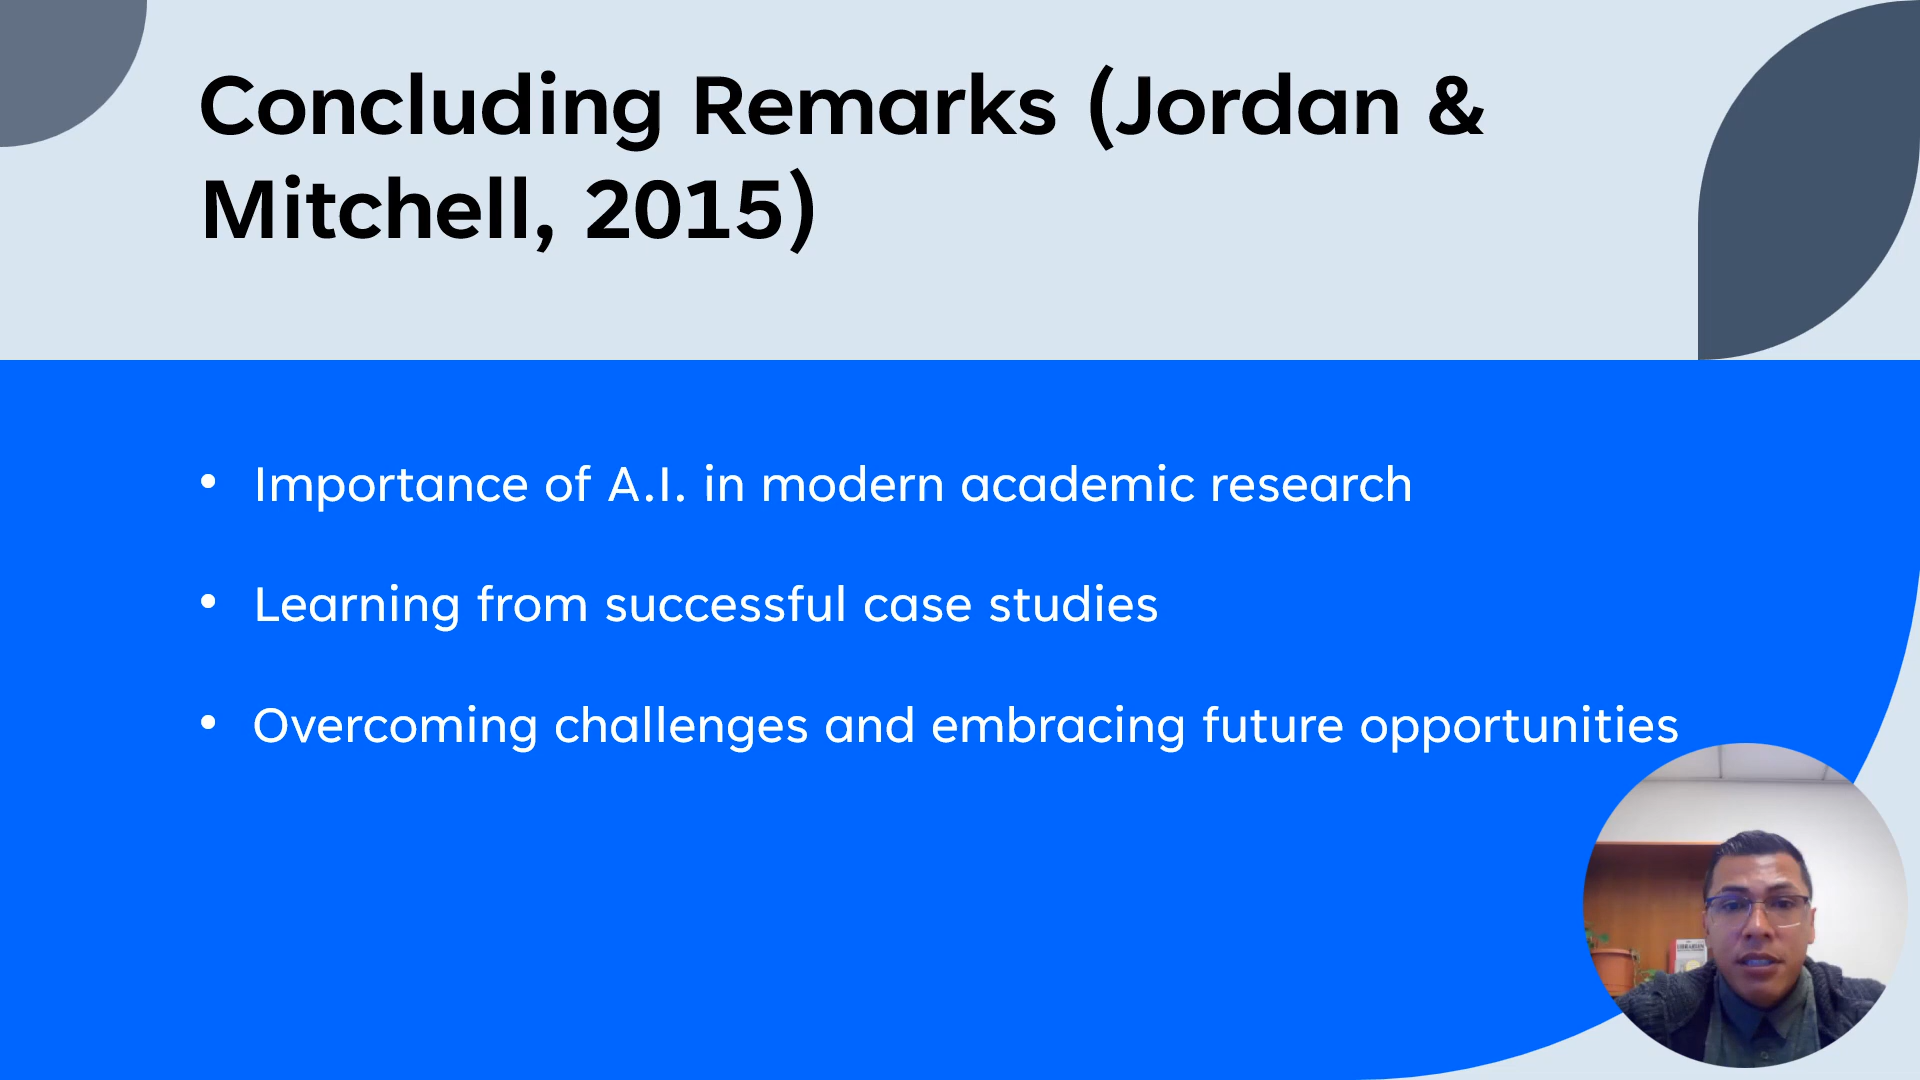 Concluding Remarks (Jordan &
Mitchell, 2015)
• Importance of A.I. in modern academic research
• Learning from successful case studies
• Overcoming challenges and embracing future opportunities